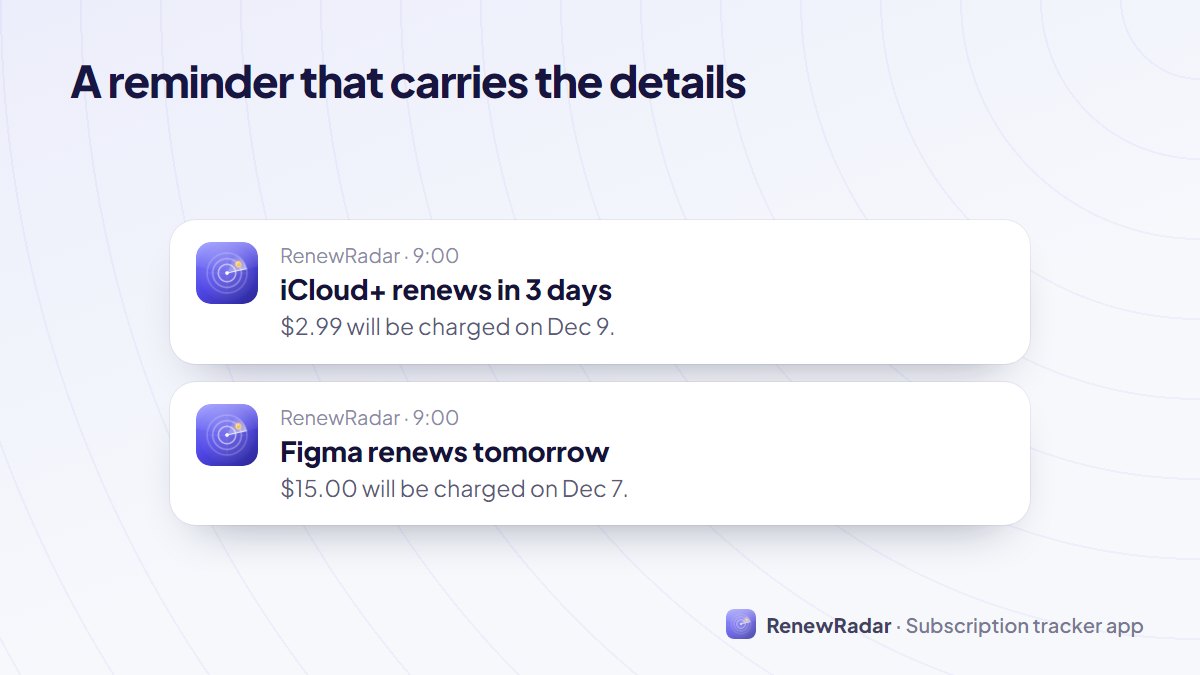 A reminder that carries the details
RenewRadar · 9:00
iCloud+ renews in 3 days
$2.99 will be charged on Dec 9.
RenewRadar · 9:00
Figma renews tomorrow
$15.00 will be charged on Dec 7.
RenewRadar · Subscription tracker app